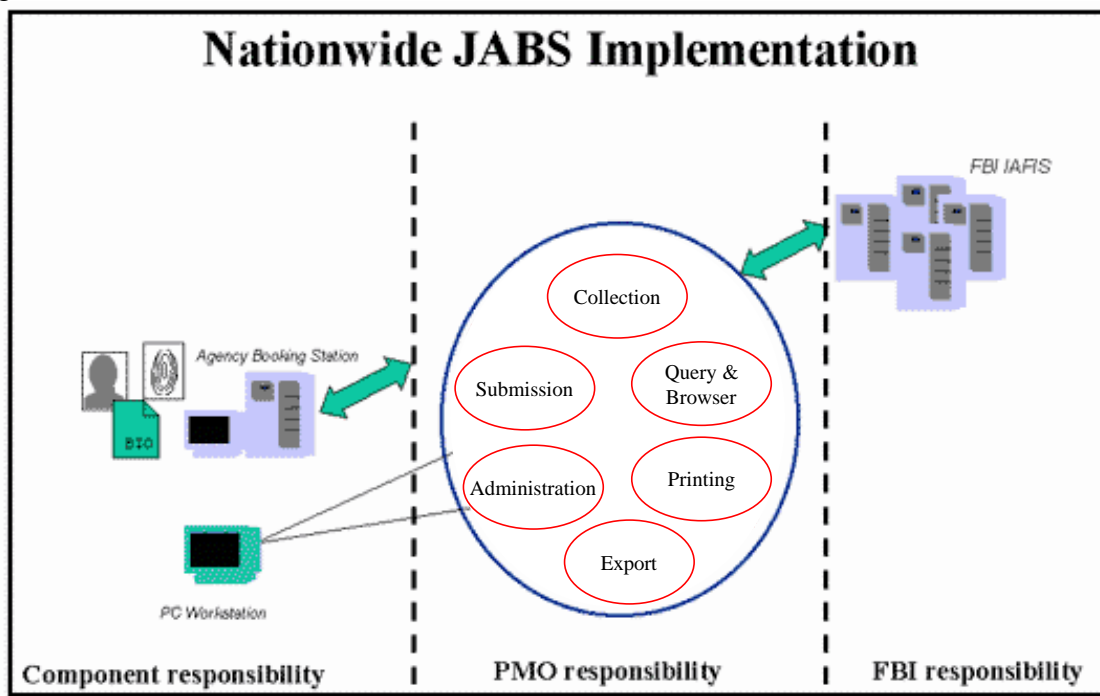 Nationwide JABS Implementation
FBI IAFIS
Collection
Agency Booking Station
Submission
Query &
Browser
BIO
Administration
Printing
Export
PC Workstation
Component responsibility
PMO responsibility
FBI responsibility